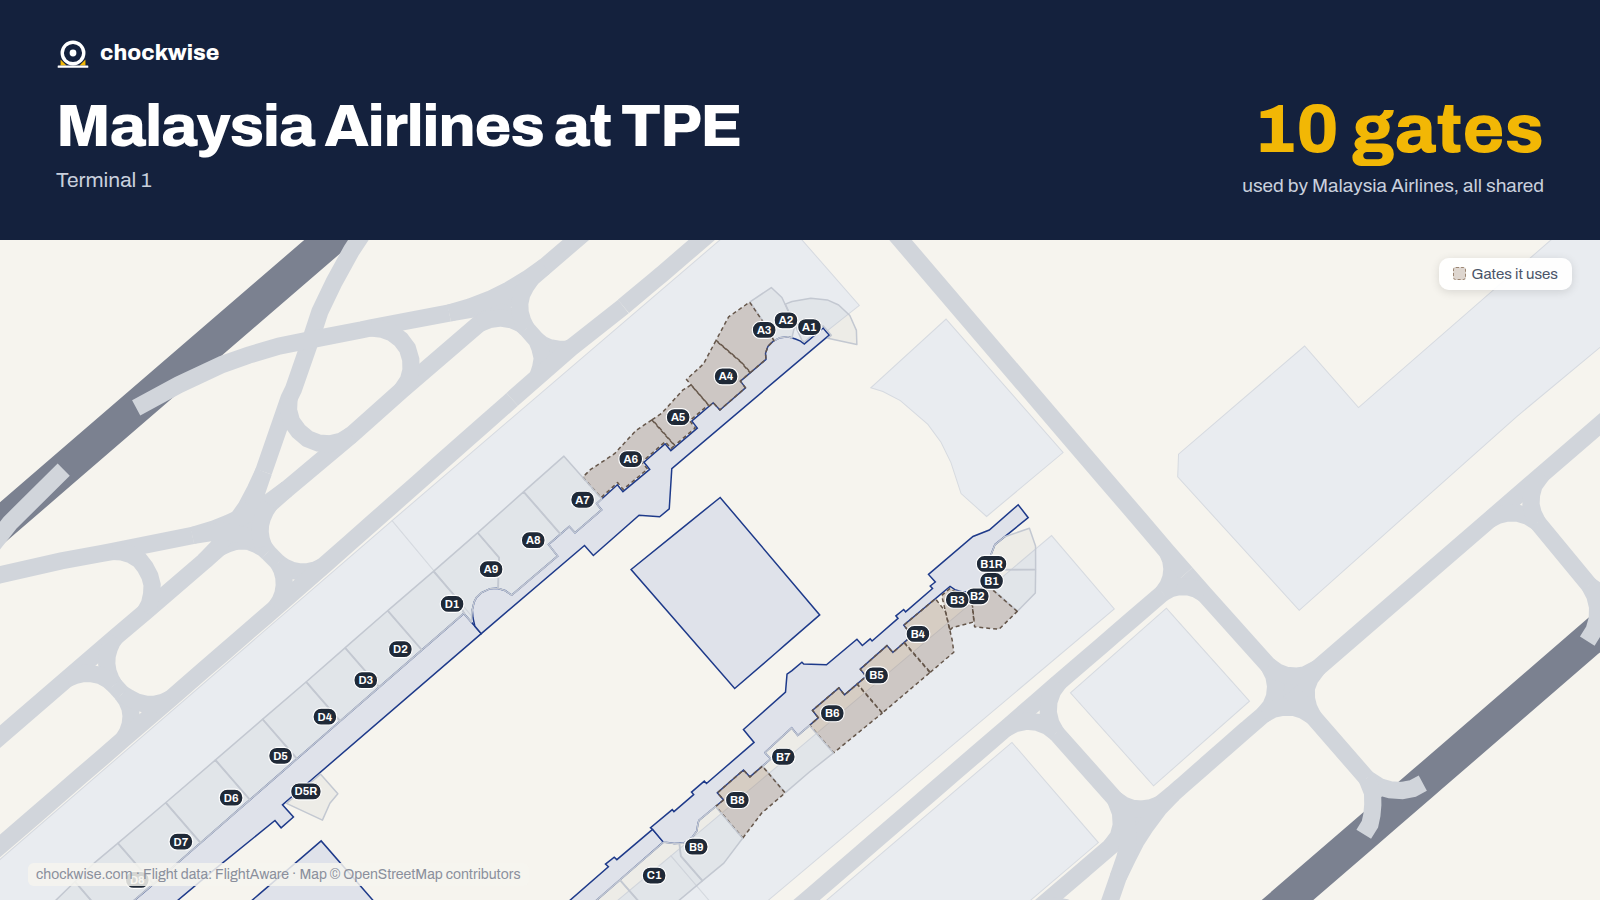 chockwise
Malaysia Airlines at TPE
Terminal 1
10 gates
used by Malaysia Airlines, all shared
Gates it uses
A1
A2
A3
A4
A5
A6
A7
A8
A9
D1
D2
D3
D4
D5
D5R
D6
D7
B1R
B1
B2
B3
B4
B5
B6
B7
B8
B9
C1
chockwise.com · Flight data: FlightAware · Map © OpenStreetMap contributors